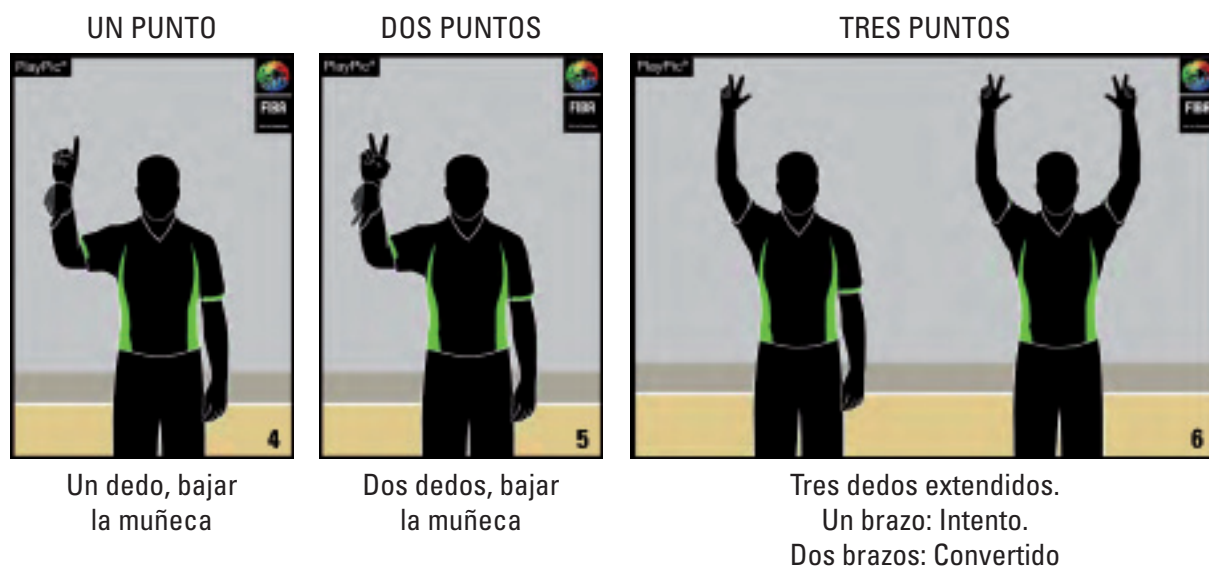 UN PUNTO
DOS PUNTOS
TRES PUNTOS
PlayPic®
FIBA
PlayPic®
FIBA
PlayPic®
FIBA
4
5
6
Un dedo, bajar
la muñeca
Dos dedos, bajar
la muñeca
Tres dedos extendidos.
Un brazo: Intento.
Dos brazos: Convertido